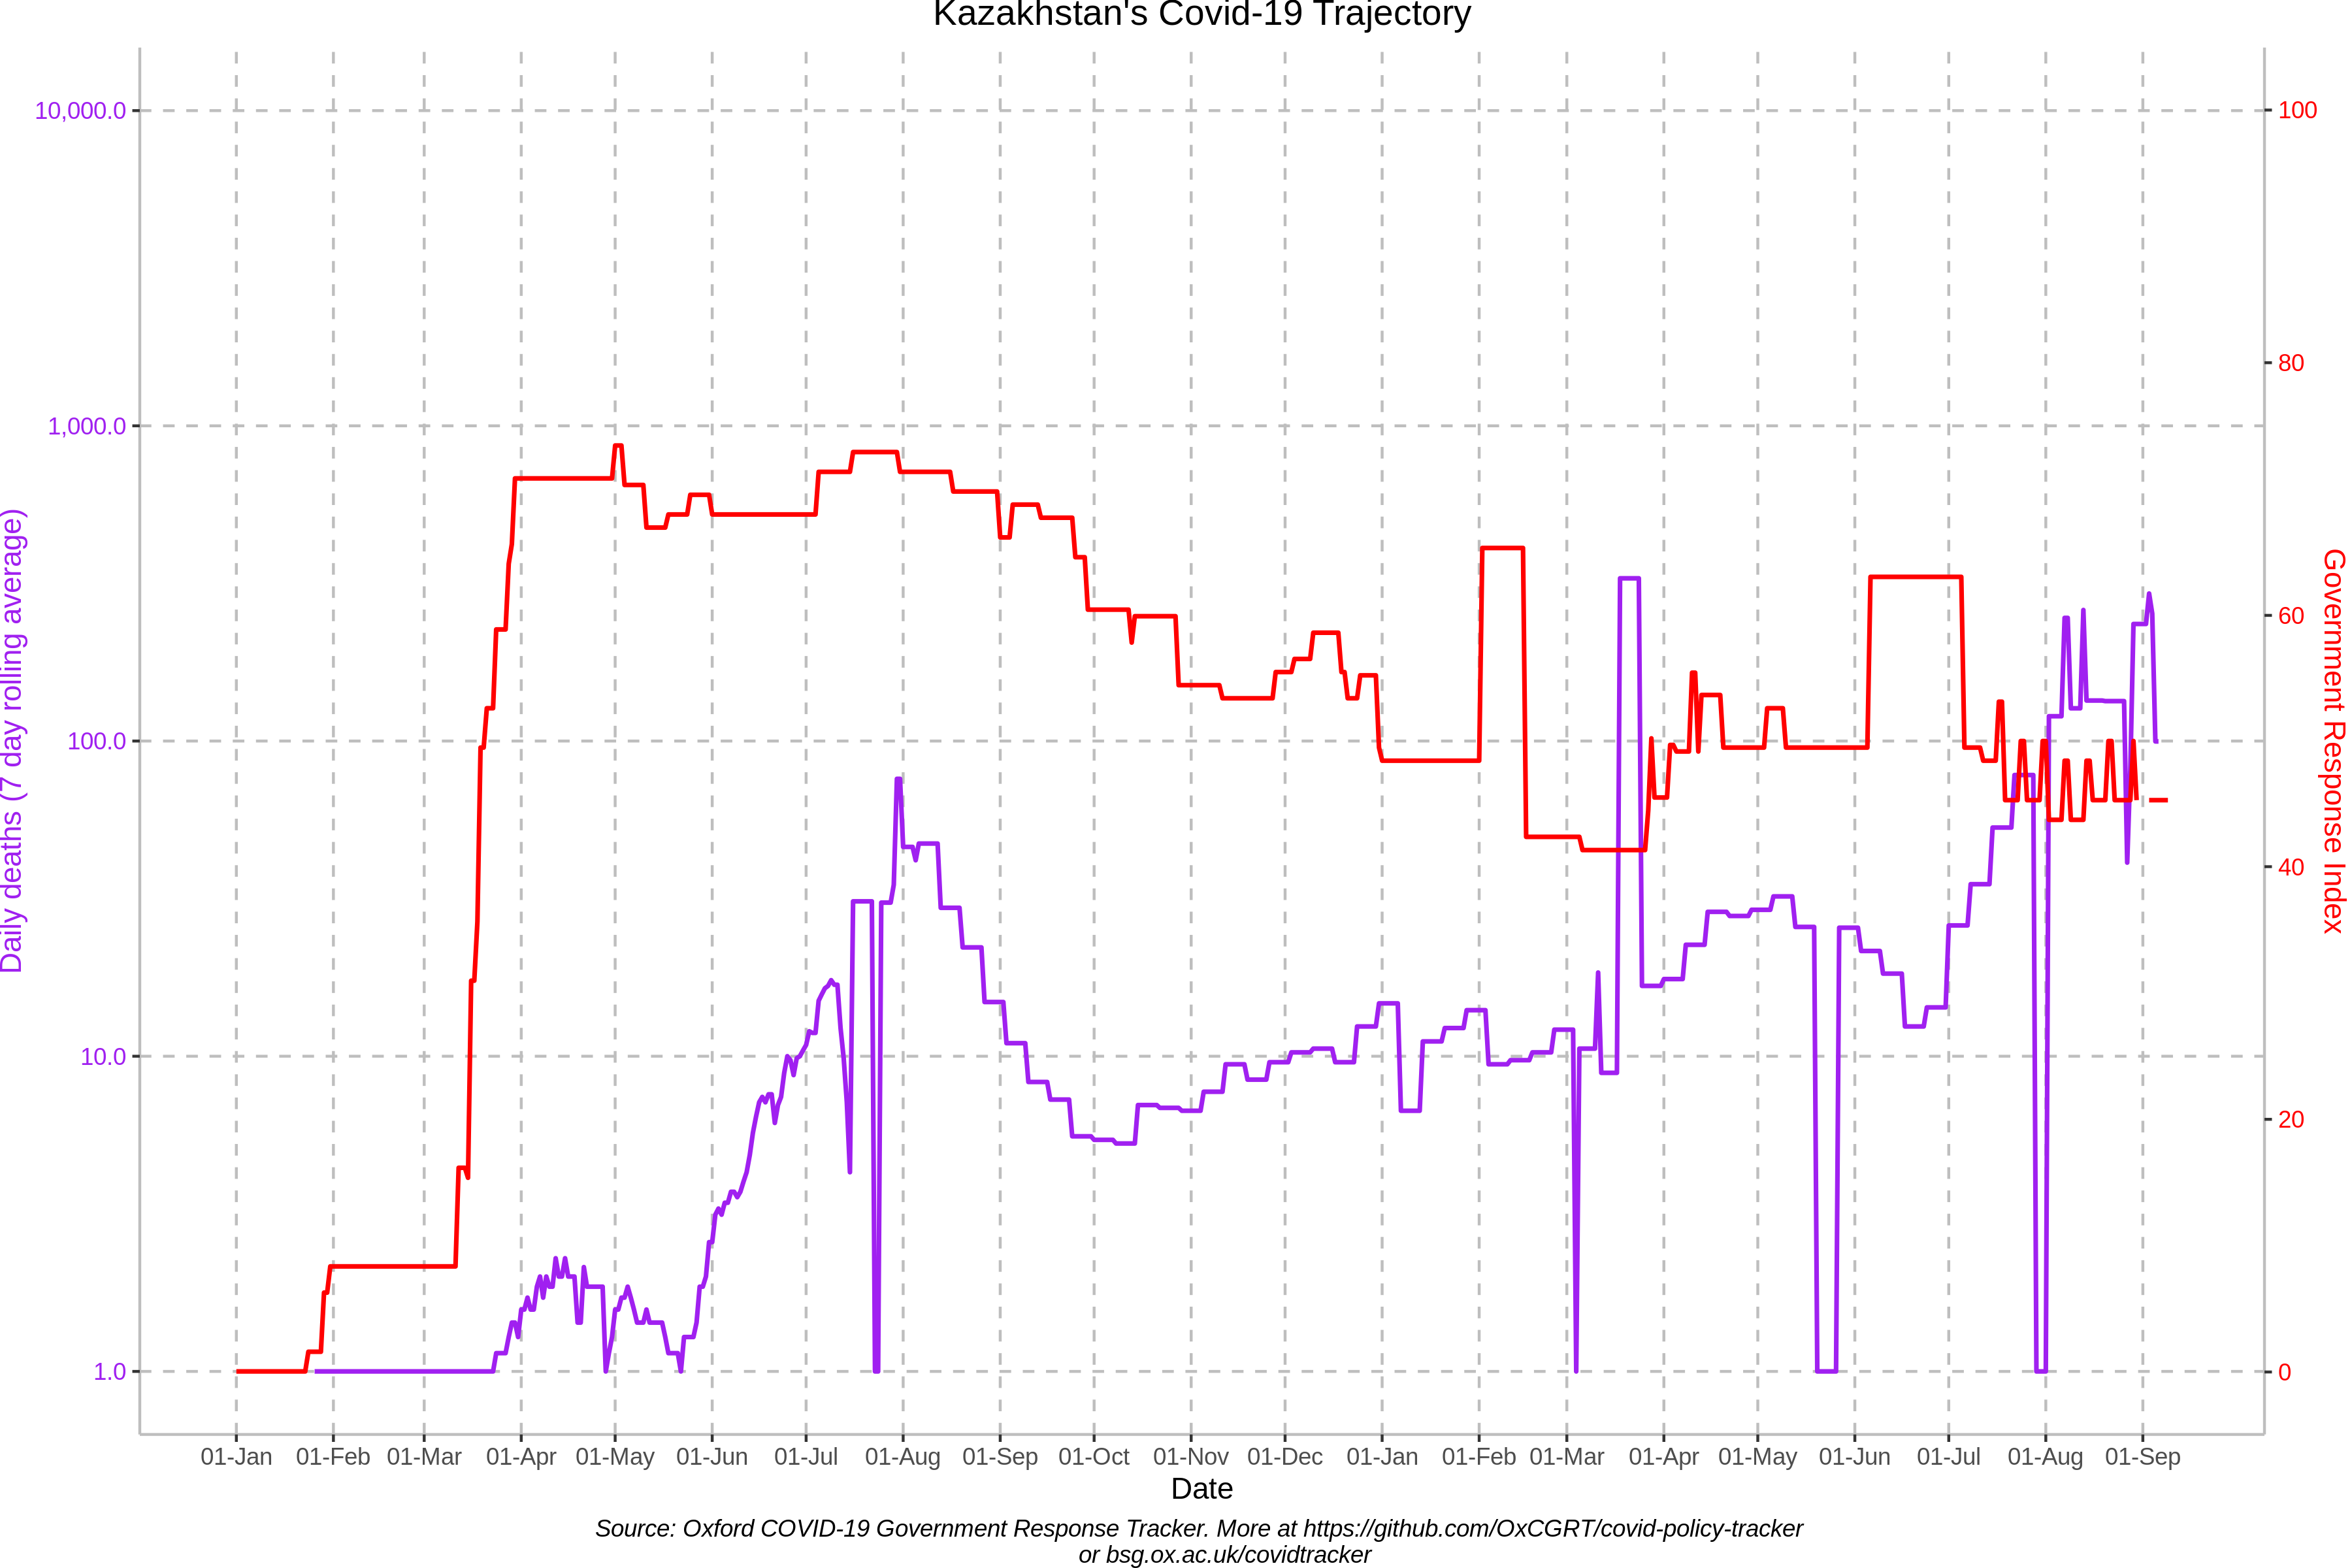 Kazakhstan's Covid-19 Trajectory
10,000.0
1,000.0
100.0
10.0
1.0
Daily deaths (7 day rolling average)
100
80
60
40
20
0
Government Response Index
01-Jan 01-Feb 01-Mar 01-Apr 01-May 01-Jun 01-Jul 01-Aug 01-Sep 01-Oct 01-Nov 01-Dec 01-Jan 01-Feb 01-Mar 01-Apr 01-May 01-Jun 01-Jul 01-Aug 01-Sep
Date
Source: Oxford COVID-19 Government Response Tracker. More at https://github.com/OxCGRT/covid-policy-tracker
or bsg.ox.ac.uk/covidtracker